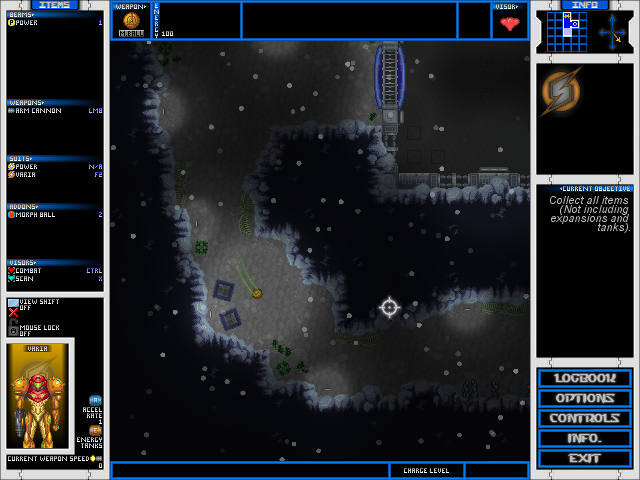 ITEMS
BEAMS
POWER 1
WEAPONS
ARM CANNON LMB
SUITS
POWER N/A
VARIA F2
ADDONS
MORPH BALL Z
VISORS
COMBAT CTRL
SCAN X
VIEW SHIFT
OFF
MOUSE LOCK
OFF
VARIA
ACCEL
RATE
1
ENERGY
TANKS
CURRENT WEAPON SPEED
0
WEAPON
M.BALL
ENERGY
100
VISOR
CHARGE LEVEL
INFO
CURRENT OBJECTIVE
Collect all items
(Not including
expansions and
tanks).
LOGBOOK
OPTIONS
CONTROLS
INFO.
EXIT